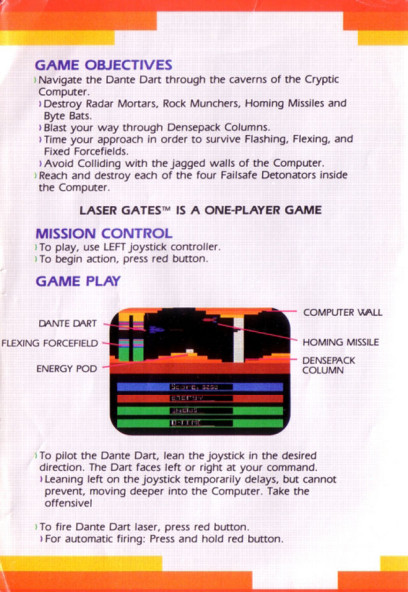 GAME OBJECTIVES
Navigate the Dante Dart through the caverns of the Cryptic
Computer.
Destroy Radar Mortars, Rock Munchers, Homing Missiles and
Byte Bats.
Blast your way through Densepack Columns.
Time your approach in order to survive Flashing, Flexing, and
Fixed Forcefields.
Avoid Colliding with the jagged walls of the Computer.
Reach and destroy each of the four Failsafe Detonators inside
the Computer.
LASER GATES™ IS A ONE-PLAYER GAME
MISSION CONTROL
To play, use LEFT joystick controller.
To begin action, press red button.
GAME PLAY
COMPUTER WALL
DANTE DART
FLEXING FORCEFIELD
HOMING MISSILE
ENERGY POD
DENSEPACK
COLUMN
ENERGY
To pilot the Dante Dart, lean the joystick in the desired
direction. The Dart faces left or right at your command.
Leaning left on the joystick temporarily delays, but cannot
prevent, moving deeper into the Computer. Take the
offensive!
To fire Dante Dart laser, press red button.
For automatic firing: Press and hold red button.